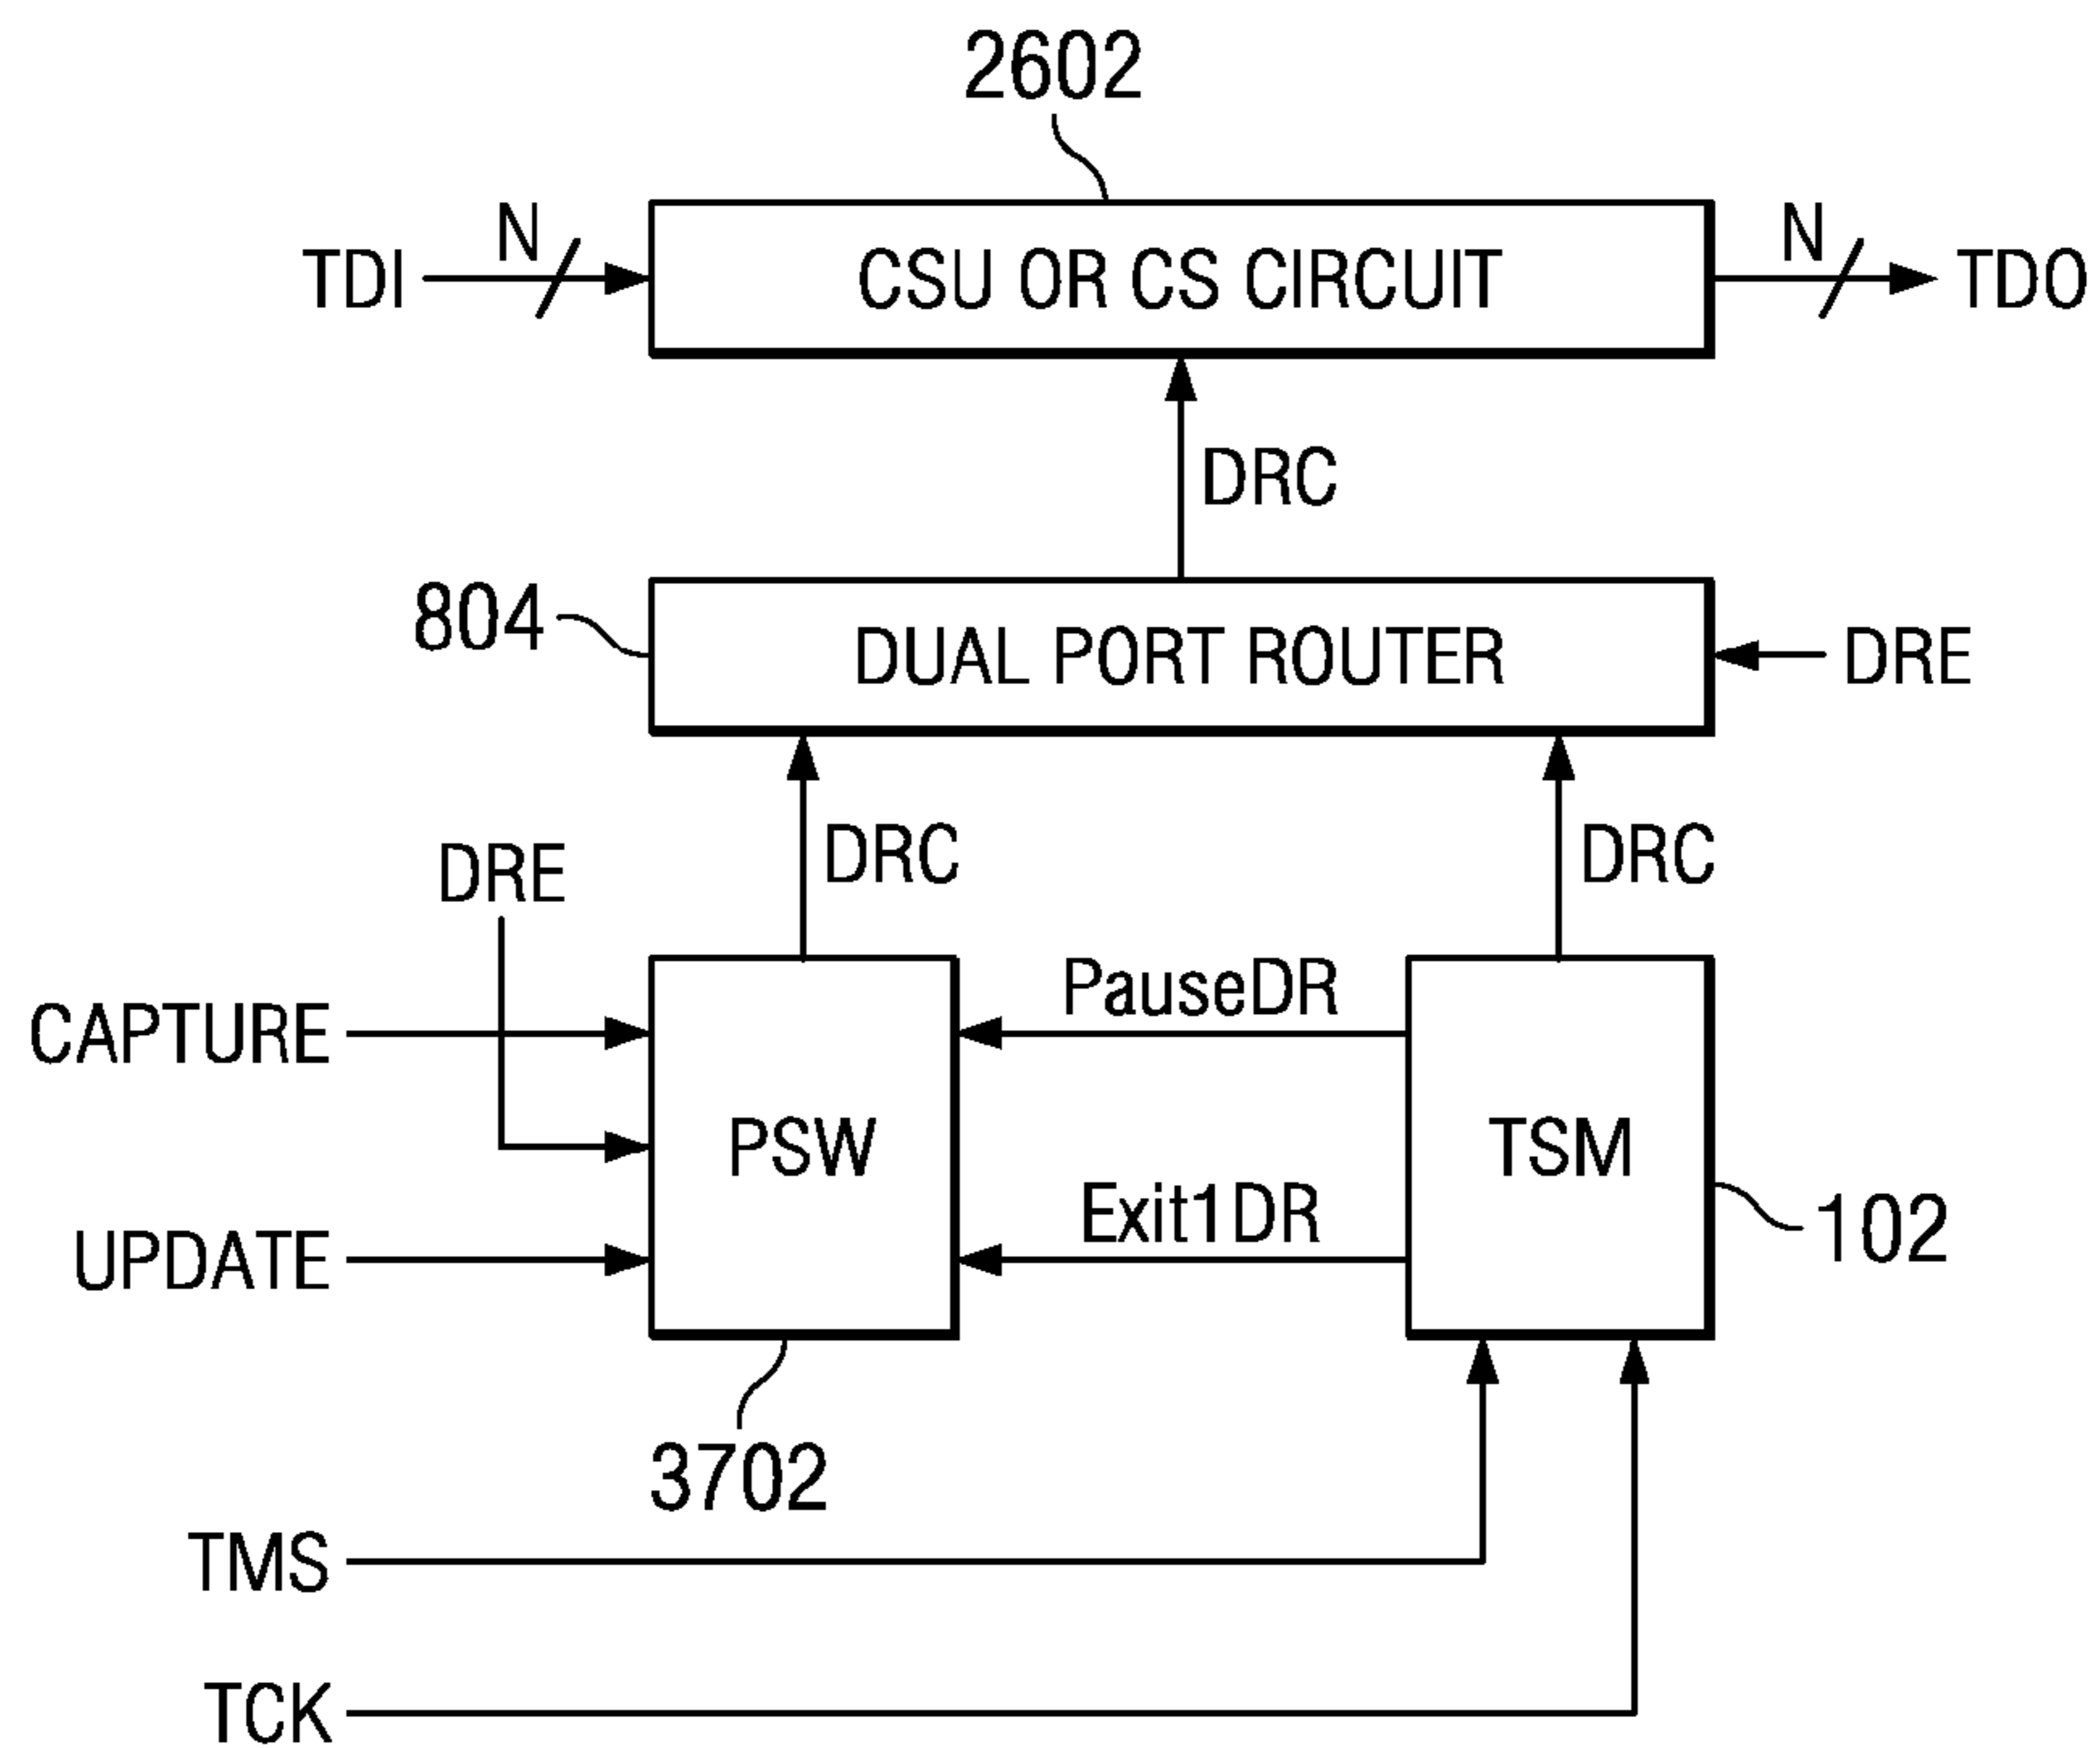 2602
N
N
TDI
CSU OR CS CIRCUIT
TDO
DRC
804
DUAL PORT ROUTER
DRE
DRC
DRC
DRE
PauseDR
CAPTURE
PSW
TSM
Exit1DR
102
UPDATE
3702
TMS
TCK